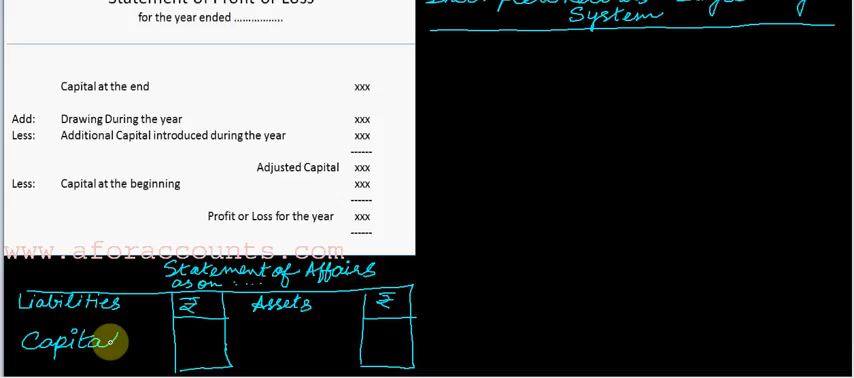 Statement of Profit or Loss
for the year ended ................
Capital at the end xxx
Add: Drawing During the year xxx
Less: Additional Capital introduced during the year xxx
------
Adjusted Capital xxx
Less: Capital at the beginning xxx
------
Profit or Loss for the year xxx
------
www.aforaccounts.com
System
Statement of Affairs
as on ....
Liabilities ₹ Assets ₹
Capita